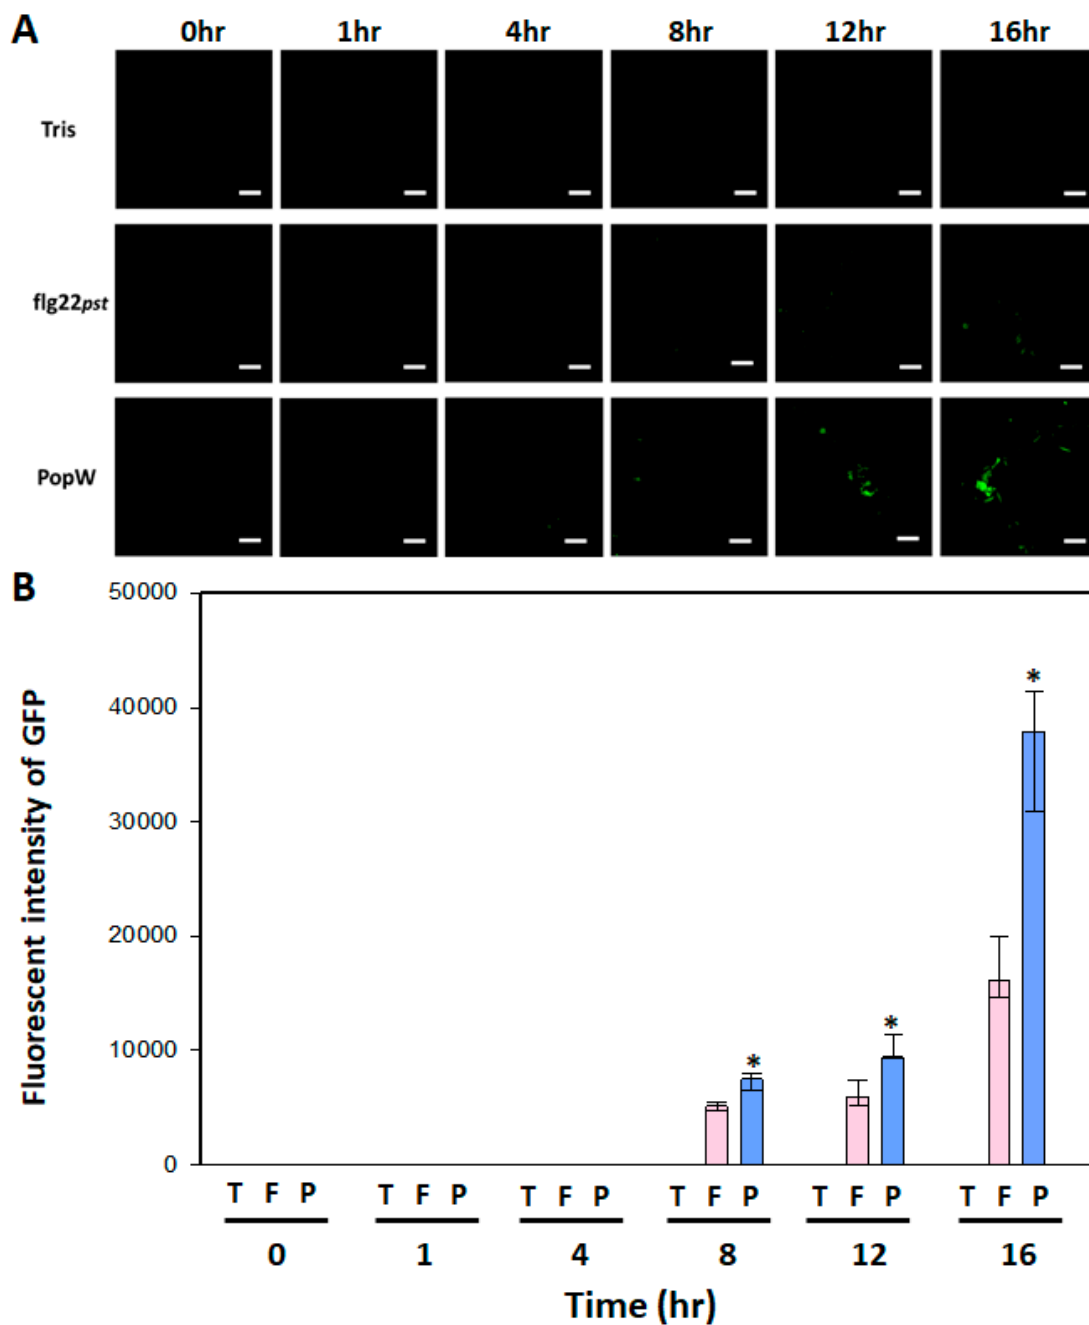 A
0hr 1hr 4hr 8hr 12hr 16hr
Tris
flg22pst
PopW
B
Fluorescent intensity of GFP
50000
40000
30000
20000
10000
0
*
*
*
T F P T F P T F P T F P T F P T F P
0 1 4 8 12 16
Time (hr)